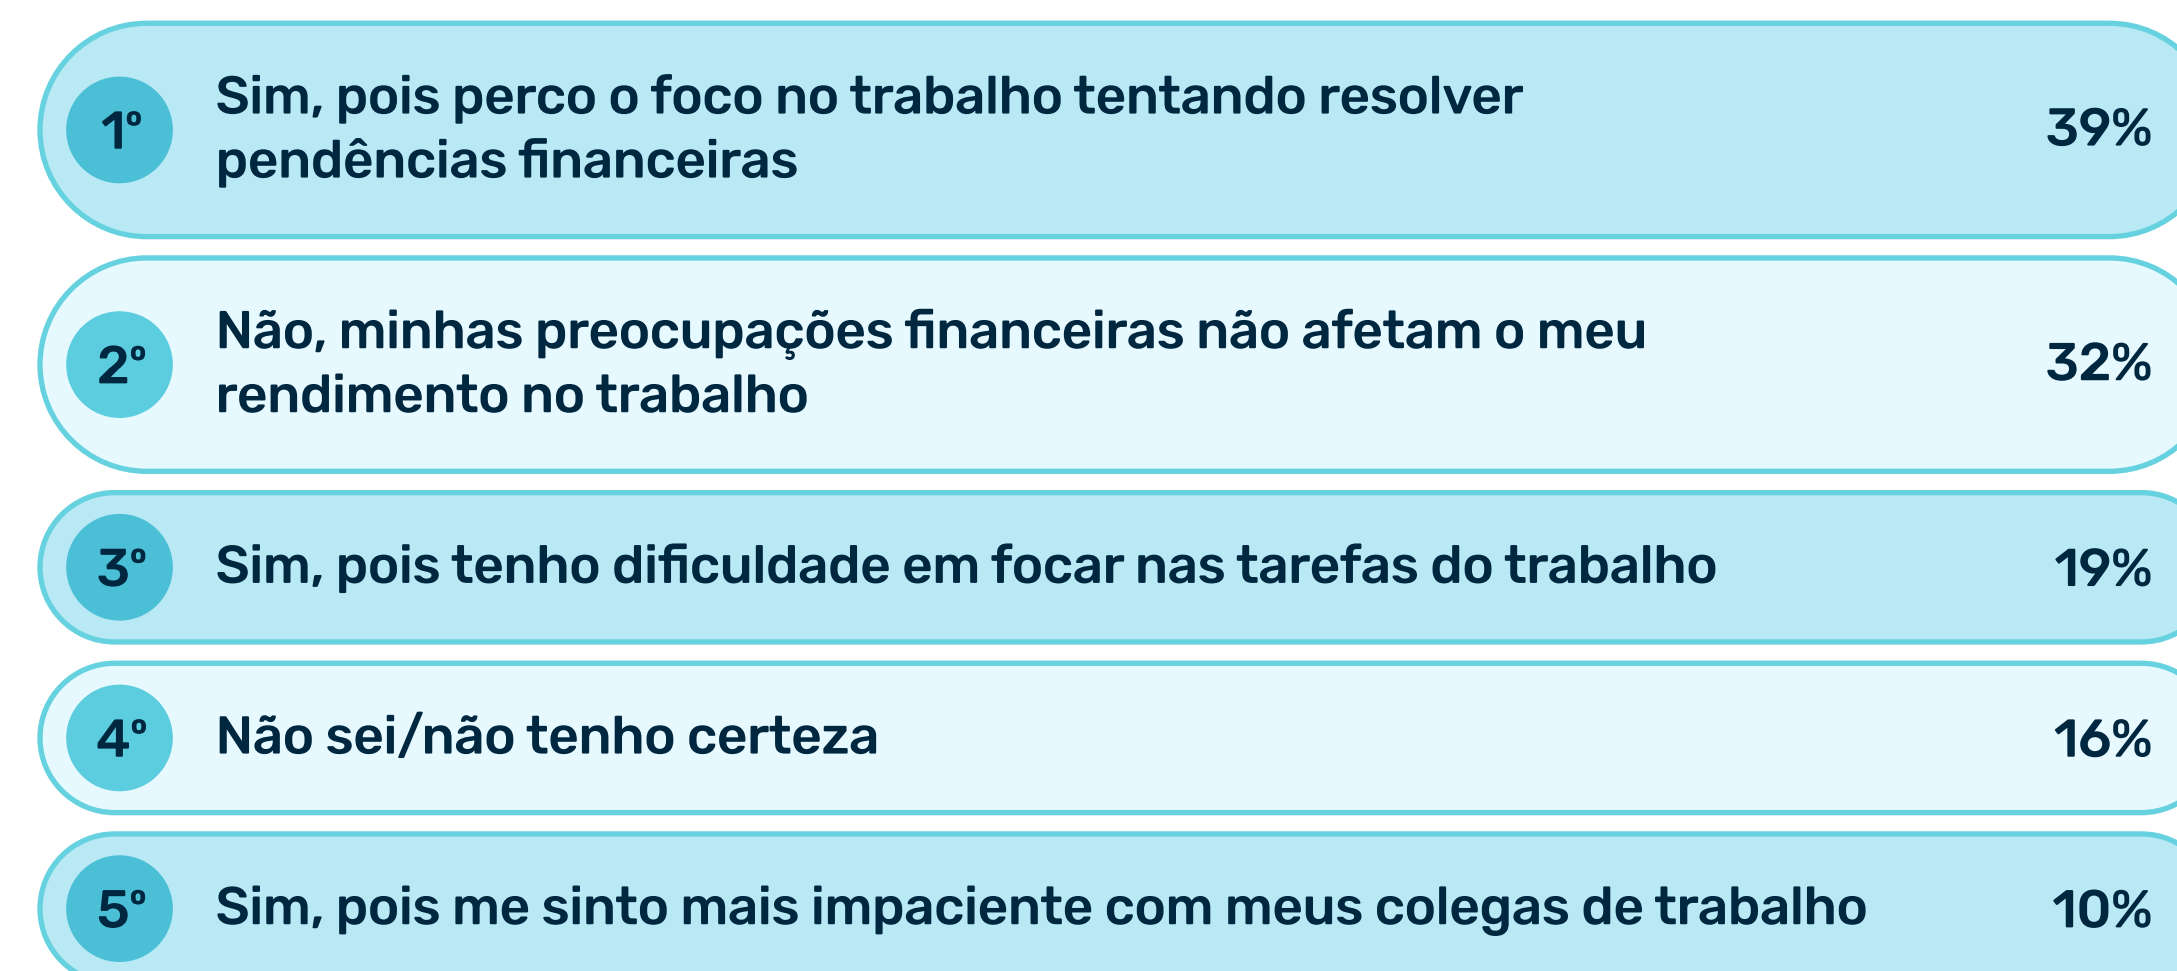 1º
Sim, pois perco o foco no trabalho tentando resolver
pendências financeiras
39%
2º
Não, minhas preocupações financeiras não afetam o meu
rendimento no trabalho
32%
3º
Sim, pois tenho dificuldade em focar nas tarefas do trabalho
19%
4º
Não sei/não tenho certeza
16%
5º
Sim, pois me sinto mais impaciente com meus colegas de trabalho
10%